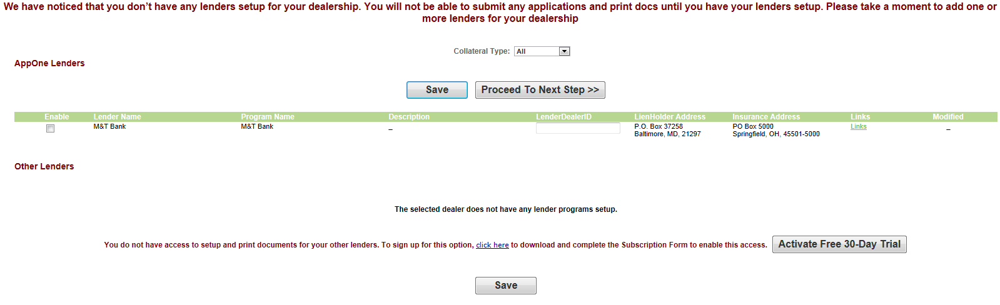 We have noticed that you don’t have any lenders setup for your dealership. You will not be able to submit any applications and print docs until you have your lenders setup. Please take a moment to add one or
more lenders for your dealership
Collateral Type: All
AppOne Lenders
Save Proceed To Next Step >>
Enable Lender Name Program Name Description LenderDealerID LienHolder Address Insurance Address Links Modified
M&T Bank M&T Bank _ P.O. Box 37258 PO Box 5000 Links _
Baltimore, MD, 21297 Springfield, OH, 45501-5000
Other Lenders
The selected dealer does not have any lender programs setup.
You do not have access to setup and print documents for your other lenders. To sign up for this option, click here to download and complete the Subscription Form to enable this access. Activate Free 30-Day Trial
Save